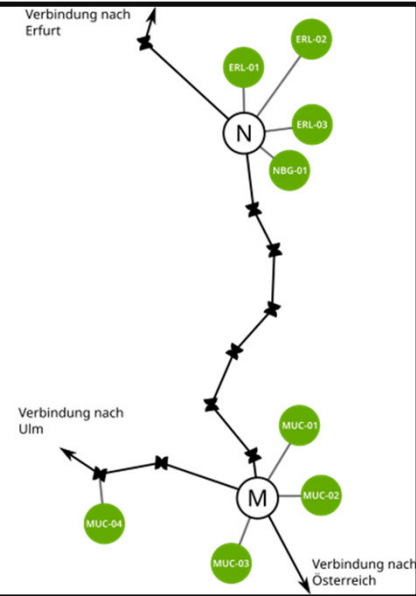 Verbindung nach
Erfurt
ERL-02
ERL-01
ERL-03
N
NBG-01
Verbindung nach
Ulm
MUC-01
MUC-02
M
MUC-04
MUC-03
Verbindung nach
Österreich